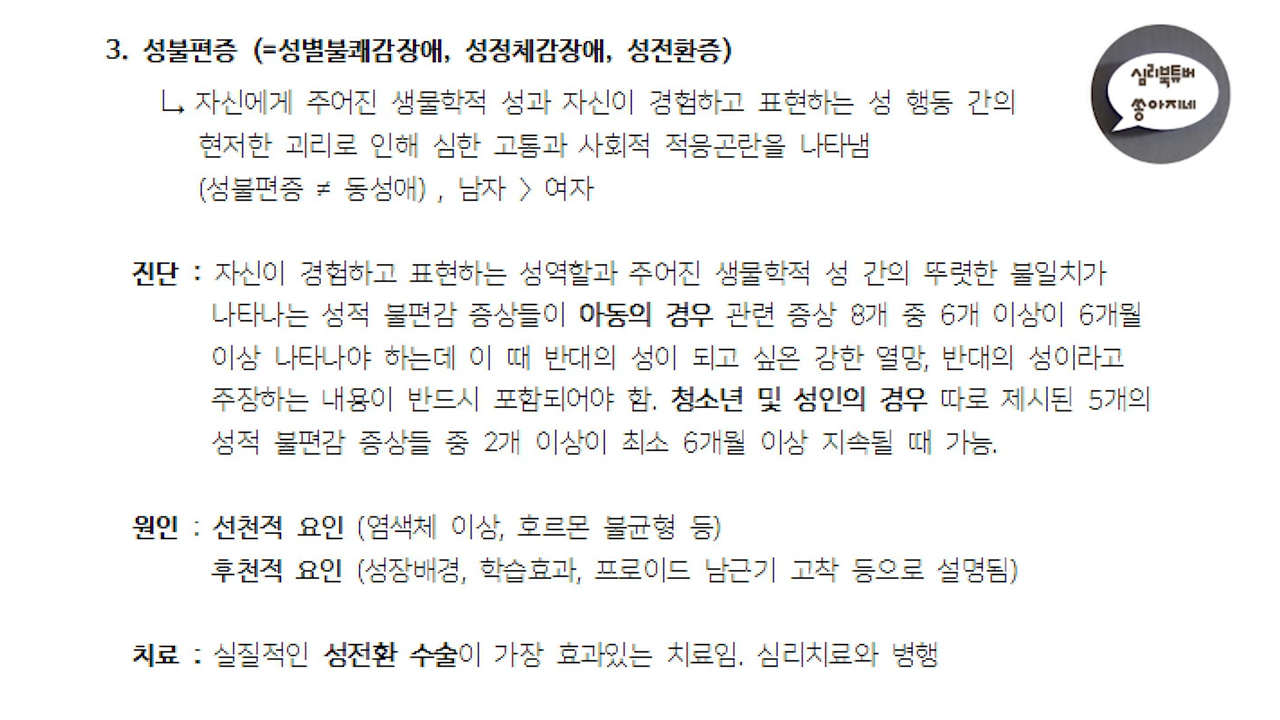 3. 성불편증 (=성별불쾌감장애, 성정체감장애, 성전환증)
ㄴ, 자신에게 주어진 생물학적 성과 자신이 경험하고 표현하는 성 행동 간의
현저한 괴리로 인해 심한 고통과 사회적 적응곤란을 나타냄
(성불편증 ≠ 동성애) , 남자 > 여자
진단 : 자신이 경험하고 표현하는 성역할과 주어진 생물학적 성 간의 뚜렷한 불일치가
나타나는 성적 불편감 증상들이 아동의 경우 관련 증상 8개 중 6개 이상이 6개월
이상 나타나야 하는데 이 때 반대의 성이 되고 싶은 강한 열망, 반대의 성이라고
주장하는 내용이 반드시 포함되어야 함. 청소년 및 성인의 경우 따로 제시된 5개의
성적 불편감 증상들 중 2개 이상이 최소 6개월 이상 지속될 때 가능.
원인 : 선천적 요인 (염색체 이상, 호르몬 불균형 등)
후천적 요인 (성장배경, 학습효과, 프로이드 남근기 고착 등으로 설명됨)
치료 : 실질적인 성전환 수술이 가장 효과있는 치료임. 심리치료와 병행
심리북튜버
쏭아지네